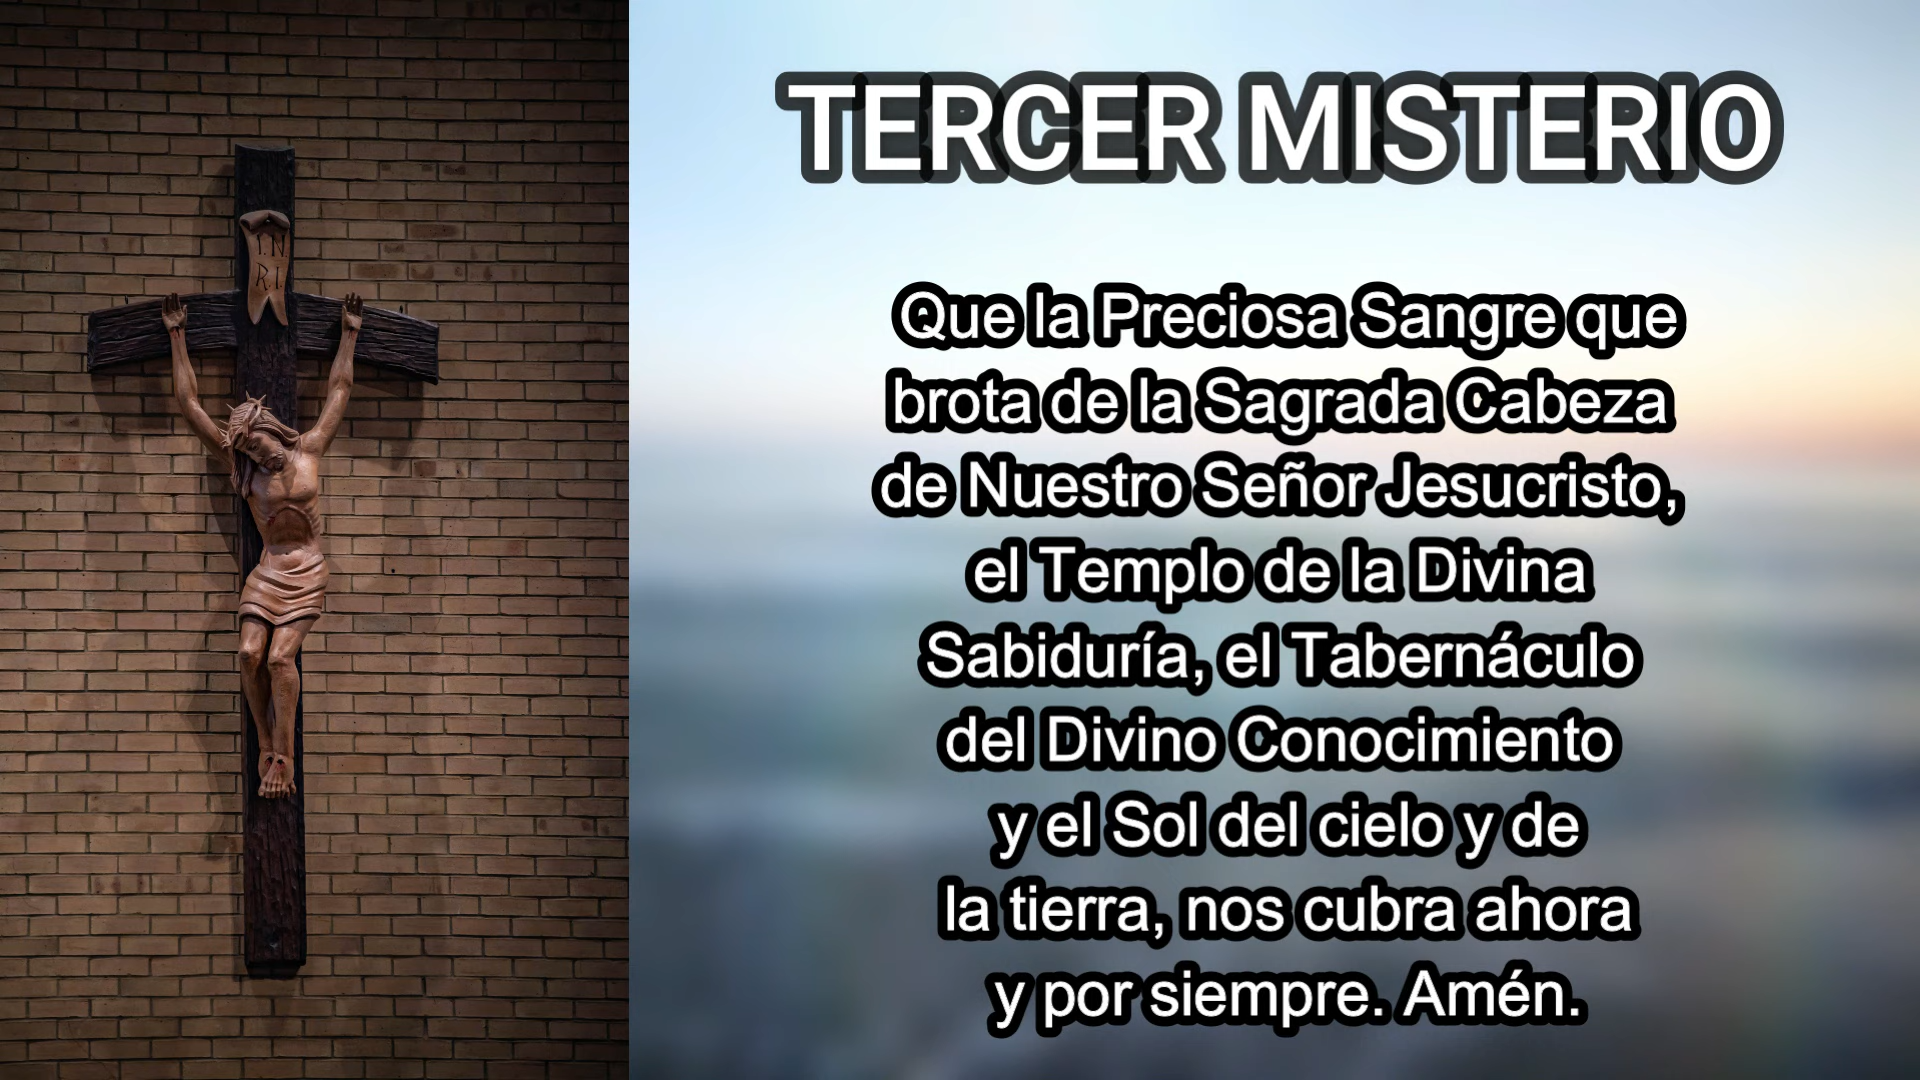 I.N
R.I.
TERCER MISTERIO
Que la Preciosa Sangre que
brota de la Sagrada Cabeza
de Nuestro Señor Jesucristo,
el Templo de la Divina
Sabiduría, el Tabernáculo
del Divino Conocimiento
y el Sol del cielo y de
la tierra, nos cubra ahora
y por siempre. Amén.